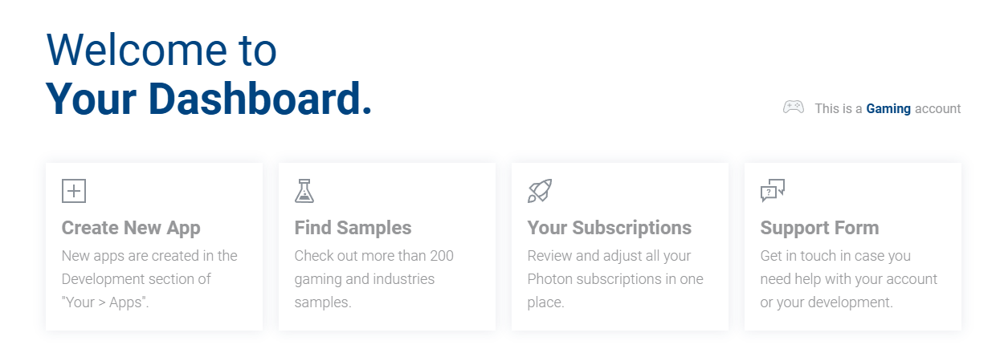 Welcome to
Your Dashboard.
This is a Gaming account
Create New App
New apps are created in the
Development section of
"Your > Apps".
Find Samples
Check out more than 200
gaming and industries
samples.
Your Subscriptions
Review and adjust all your
Photon subscriptions in one
place.
?
Support Form
Get in touch in case you
need help with your account
or your development.